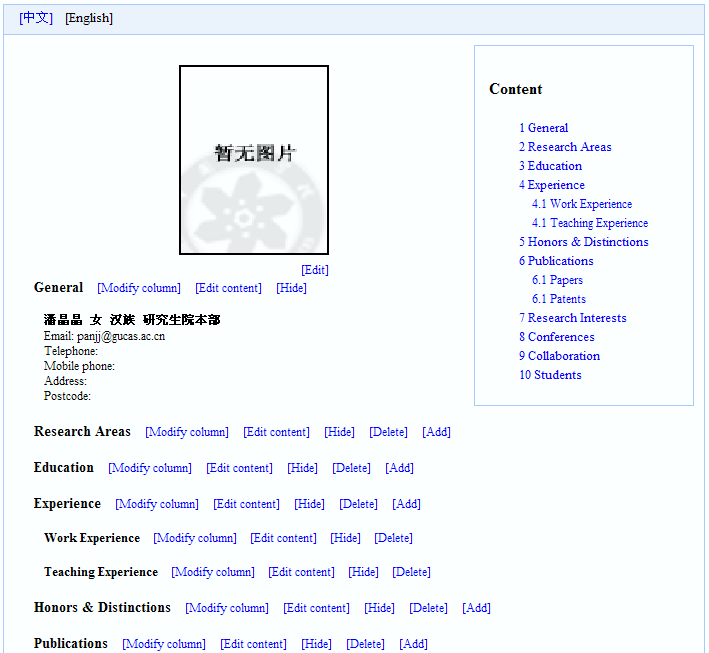 [中文] [English]
暂无图片
[Edit]
General [Modify column] [Edit content] [Hide]
潘晶晶 女 汉族 研究生院本部
Email: panjj@gucas.ac.cn
Telephone:
Mobile phone:
Address:
Postcode:
Research Areas [Modify column] [Edit content] [Hide] [Delete] [Add]
Education [Modify column] [Edit content] [Hide] [Delete] [Add]
Experience [Modify column] [Edit content] [Hide] [Delete] [Add]
Work Experience [Modify column] [Edit content] [Hide] [Delete]
Teaching Experience [Modify column] [Edit content] [Hide] [Delete]
Honors & Distinctions [Modify column] [Edit content] [Hide] [Delete] [Add]
Publications [Modify column] [Edit content] [Hide] [Delete] [Add]
Content
1 General
2 Research Areas
3 Education
4 Experience
4.1 Work Experience
4.1 Teaching Experience
5 Honors & Distinctions
6 Publications
6.1 Papers
6.1 Patents
7 Research Interests
8 Conferences
9 Collaboration
10 Students